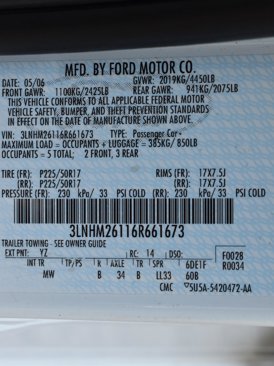 MFD. BY FORD MOTOR CO.
DATE: 05/06 GVWR: 2019KG/4450LB
FRONT GAWR: 1100KG/2425LB REAR GAWR: 941KG/2075LB
THIS VEHICLE CONFORMS TO ALL APPLICABLE FEDERAL MOTOR
VEHICLE SAFETY, BUMPER, AND THEFT PREVENTION STANDARDS
IN EFFECT ON THE DATE OF MANUFACTURE SHOWN ABOVE.
VIN: 3LNHM26116R661673 TYPE: Passenger Car
MAXIMUM LOAD = OCCUPANTS + LUGGAGE = 385KG/850LB
OCCUPANTS = 5 TOTAL; 2 FRONT, 3 REAR
TIRE (FR): P225/50R17 RIMS (FR): 17X7.5J
(RR): P225/50R17 (RR): 17X7.5J
PRESSURE (FR) 230 kPa/ 33 PSI COLD (RR) 230 kPa/ 33 PSI COLD
3LNHM26116R661673
TRAILER TOWING - SEE OWNER GUIDE
EXT PNT: YZ RC: 14 DSO: F0028
INT TR TP/PS R AXLE TR SPR 6DE1F R0034
MW B 34 B LL33 60B
CMC 5U5A-5420472-AA